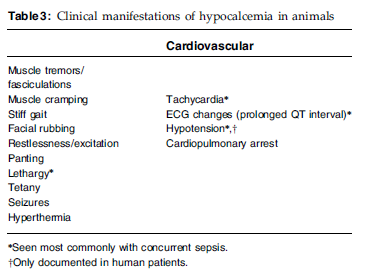 Table 3: Clinical manifestations of hypocalcemia in animals
Cardiovascular
Muscle tremors/
fasciculations
Muscle cramping Tachycardia*
Stiff gait ECG changes (prolonged QT interval)*
Facial rubbing Hypotension*,†
Restlessness/excitation Cardiopulmonary arrest
Panting
Lethargy*
Tetany
Seizures
Hyperthermia
*Seen most commonly with concurrent sepsis.
†Only documented in human patients.